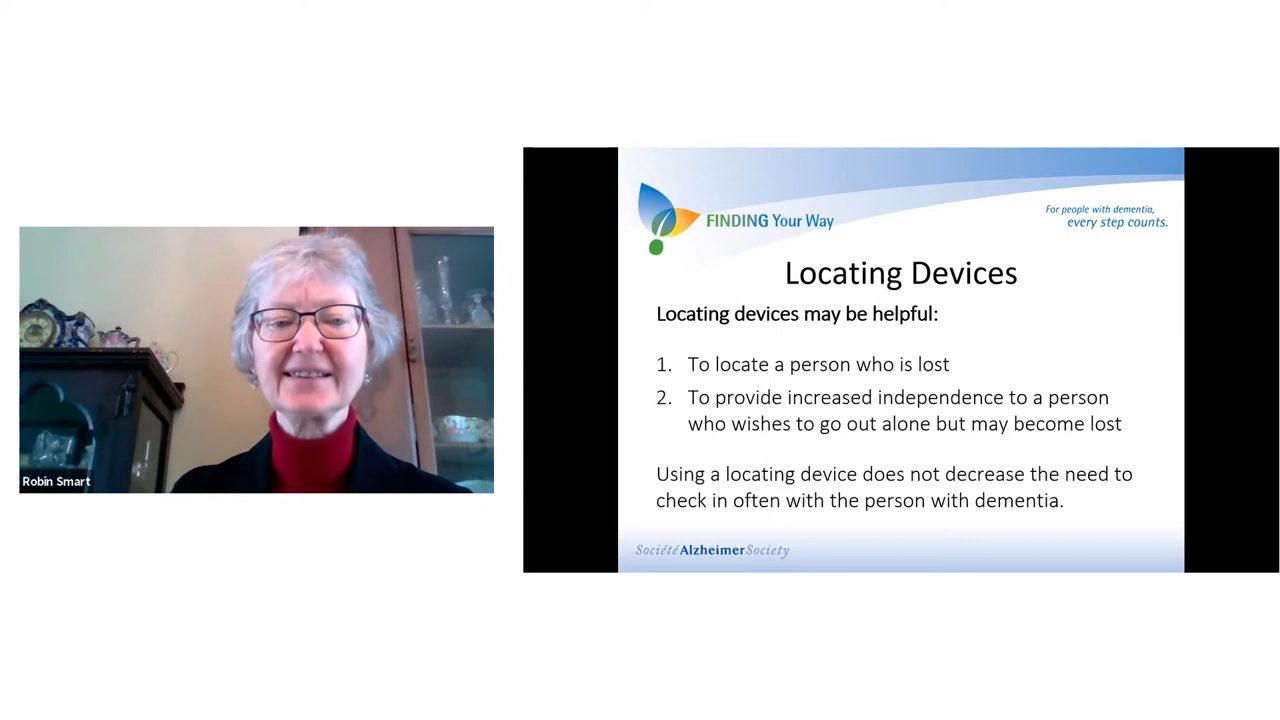 Robin Smart
FINDING Your Way
For people with dementia,
every step counts.
Locating Devices
Locating devices may be helpful:
1. To locate a person who is lost
2. To provide increased independence to a person
who wishes to go out alone but may become lost
Using a locating device does not decrease the need to
check in often with the person with dementia.
Société Alzheimer Society